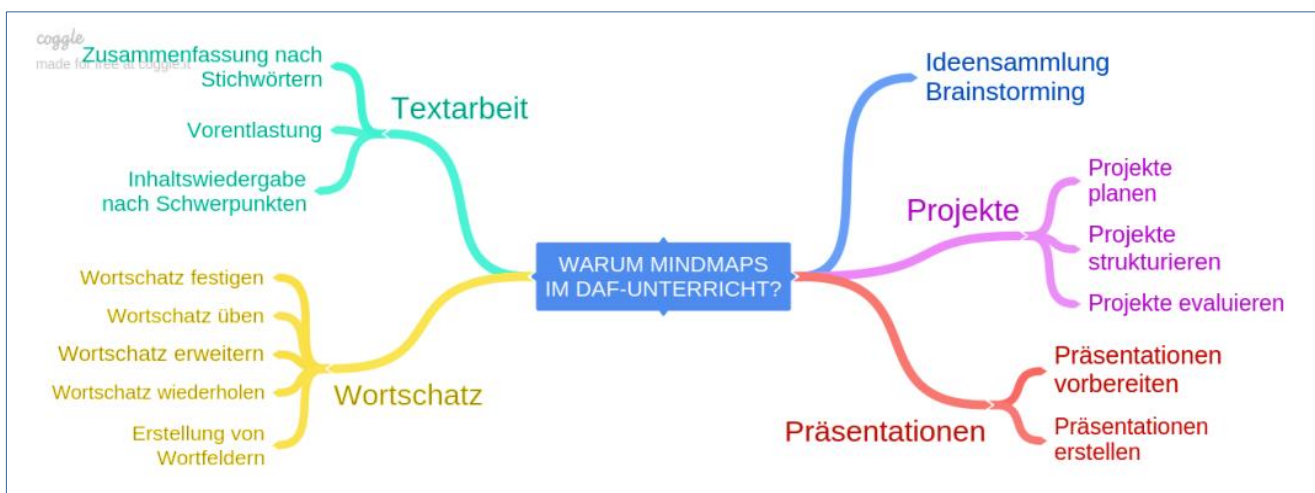 coggle
made for free at coggle.it
Zusammenfassung nach
Stichwörtern
Vorentlastung
Inhaltswiedergabe
nach Schwerpunkten
Textarbeit
Wortschatz festigen
Wortschatz üben
Wortschatz erweitern
Wortschatz wiederholen
Erstellung von
Wortfeldern
Wortschatz
WARUM MINDMAPS
IM DAF-UNTERRICHT?
Ideensammlung
Brainstorming
Projekte
Projekte
planen
Projekte
strukturieren
Projekte evaluieren
Präsentationen
Präsentationen
vorbereiten
Präsentationen
erstellen